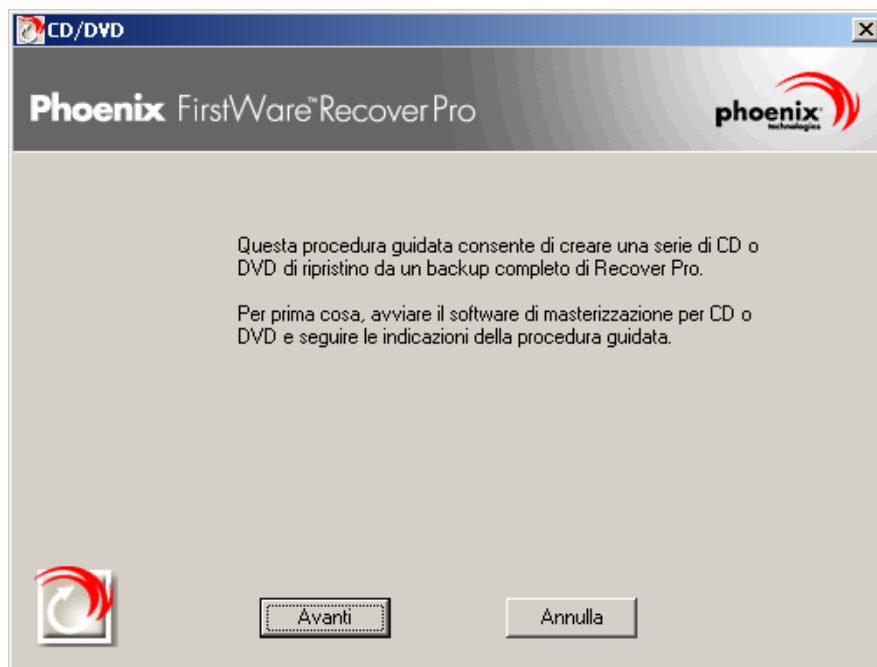 CD/DVD
Phoenix FirstWare™ Recover Pro
phoenix™
technologies
Questa procedura guidata consente di creare una serie di CD o
DVD di ripristino da un backup completo di Recover Pro.
Per prima cosa, avviare il software di masterizzazione per CD o
DVD e seguire le indicazioni della procedura guidata.
Avanti
Annulla